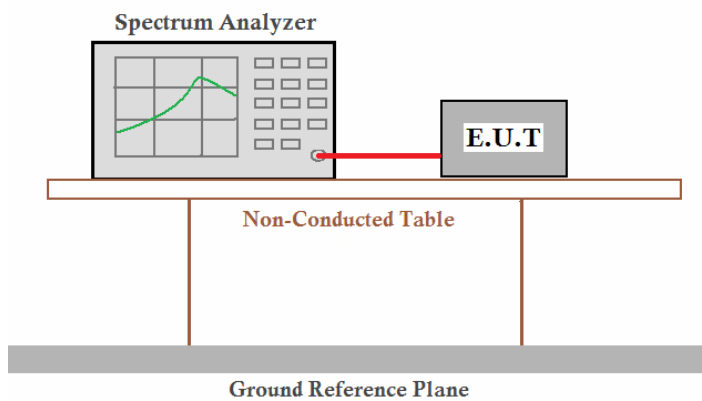 Spectrum Analyzer
E.U.T
Non-Conducted Table
Ground Reference Plane